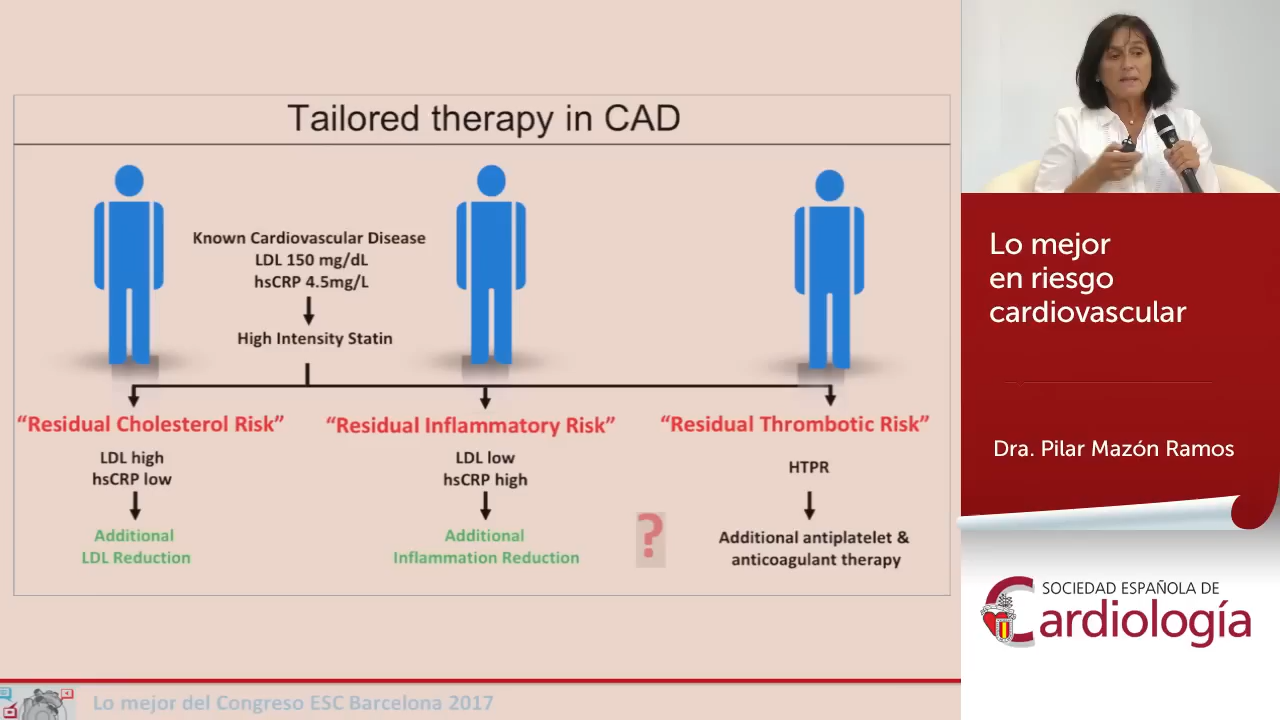 Tailored therapy in CAD
Known Cardiovascular Disease
LDL 150 mg/dL
hsCRP 4.5mg/L
High Intensity Statin
“Residual Cholesterol Risk”
LDL high
hsCRP low
Additional
LDL Reduction
“Residual Inflammatory Risk”
LDL low
hsCRP high
Additional
Inflammation Reduction
?
“Residual Thrombotic Risk”
HTPR
Additional antiplatelet &
anticoagulant therapy
Lo mejor del Congreso ESC Barcelona 2017
Lo mejor
en riesgo
cardiovascular
Dra. Pilar Mazón Ramos
SOCIEDAD ESPAÑOLA DE
Cardiología